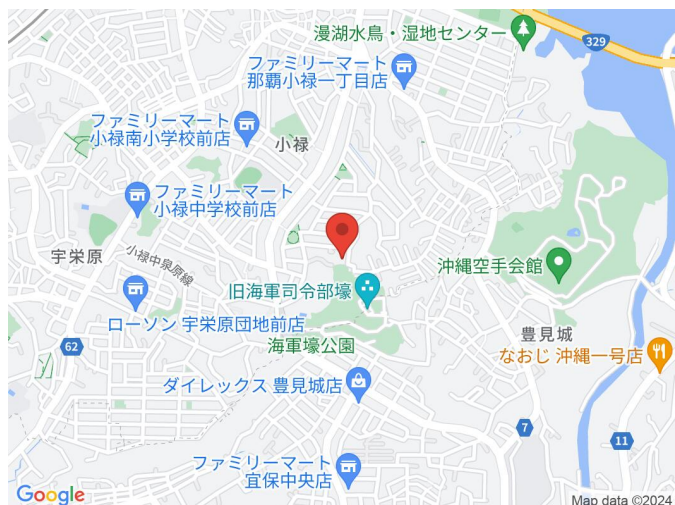 漫湖水鳥・湿地センター
329
ファミリーマート
那覇小禄一丁目店
ファミリーマート
小禄南小学校前店
小禄
ファミリーマート
小禄中学校前店
宇栄原
小禄中泉原線
沖縄空手会館
旧海軍司令部壕
ローソン 宇栄原団地前店
豊見城
62
海軍壕公園
なおじ 沖縄一号店
ダイレックス 豊見城店
7
11
ファミリーマート
宜保中央店
Google
Map data ©2024